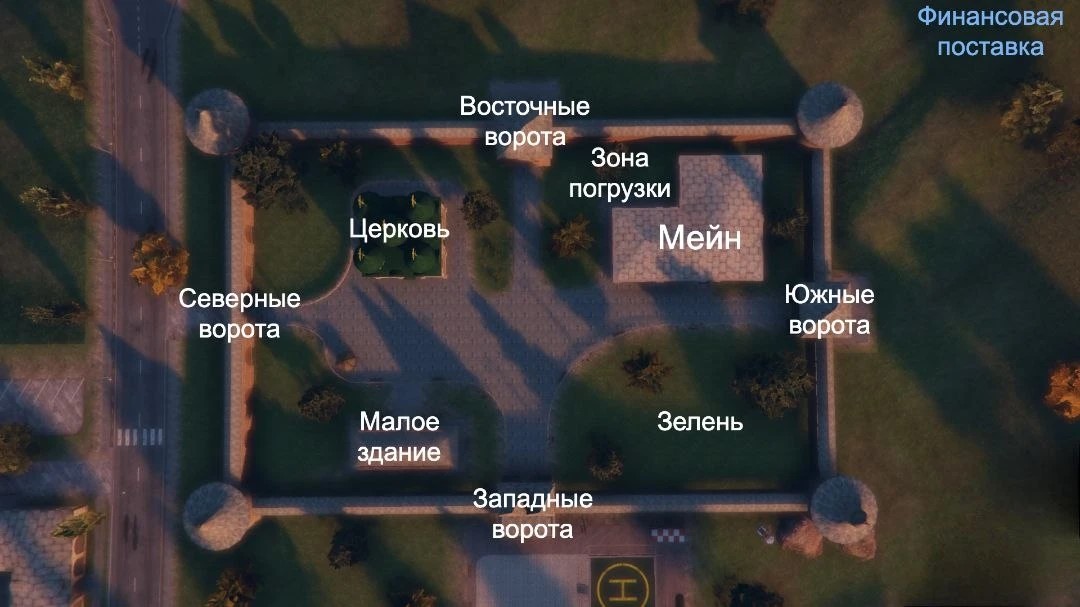 Финансовая
поставка
Восточные
ворота
Зона
погрузки
Церковь
Мейн
Северные
ворота
Южные
ворота
Малое
здание
Зелень
Западные
ворота
H